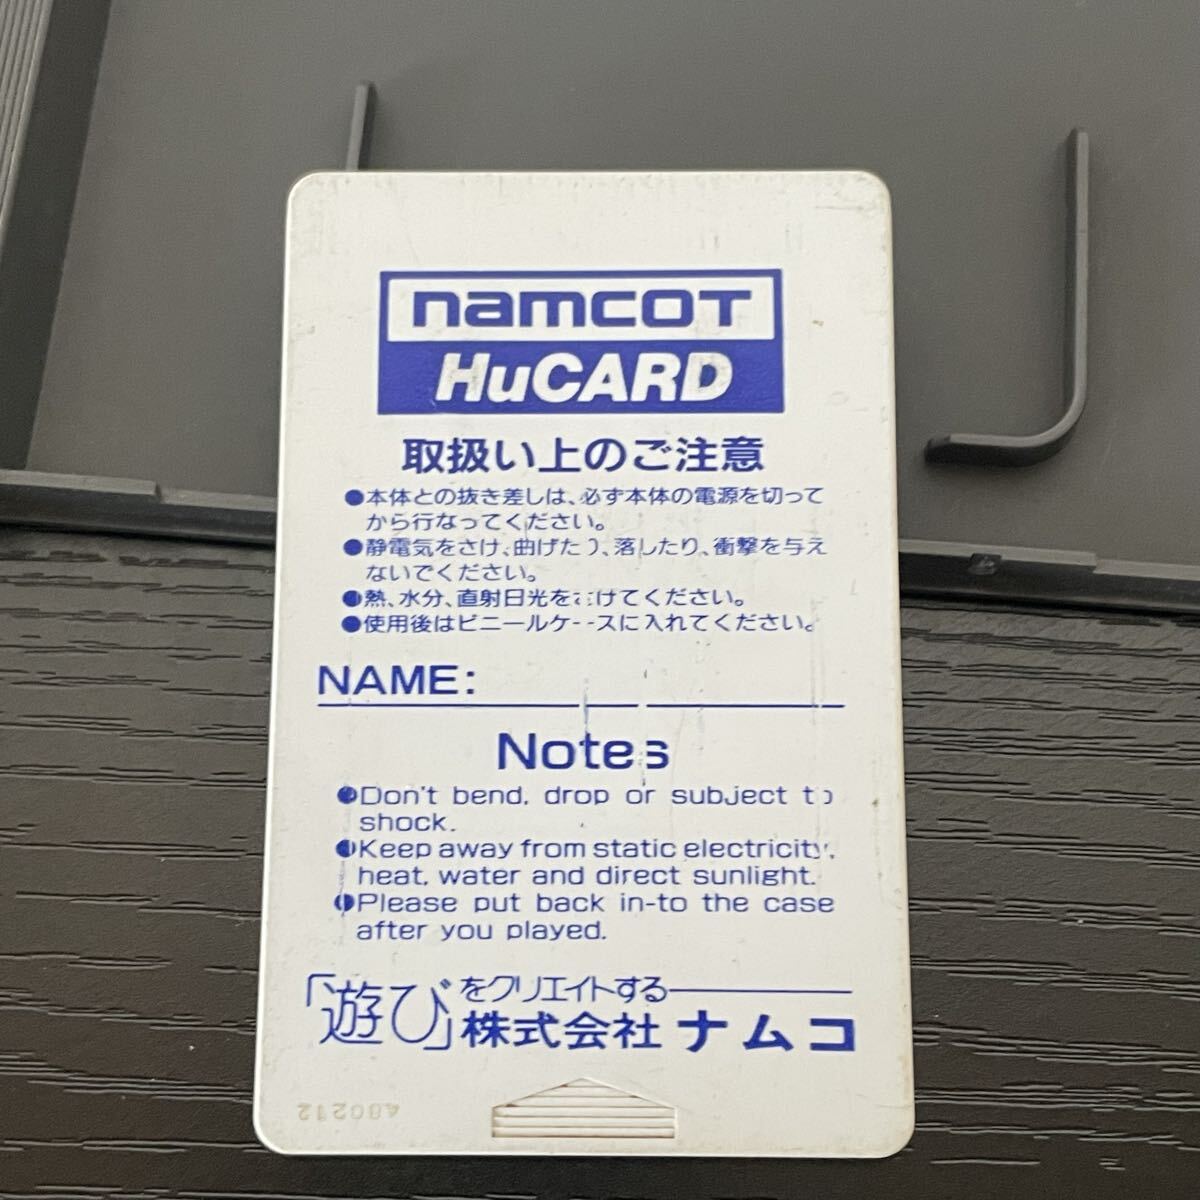 namcoT
HuCARD
取扱い上のご注意
●本体との抜き差しは、必ず本体の電源を切って
から行なってください。
●静電気をさけ、曲げたり、落したり、衝撃を与え
ないでください。
●熱、水分、直射日光をさけてください。
●使用後はビニールケースに入れてください。
NAME:
Notes
●Don't bend, drop or subject to
shock.
●Keep away from static electricity,
heat, water and direct sunlight.
●Please put back in-to the case
after you played.
「遊び」をクリエイトする
株式会社 ナムコ
480212